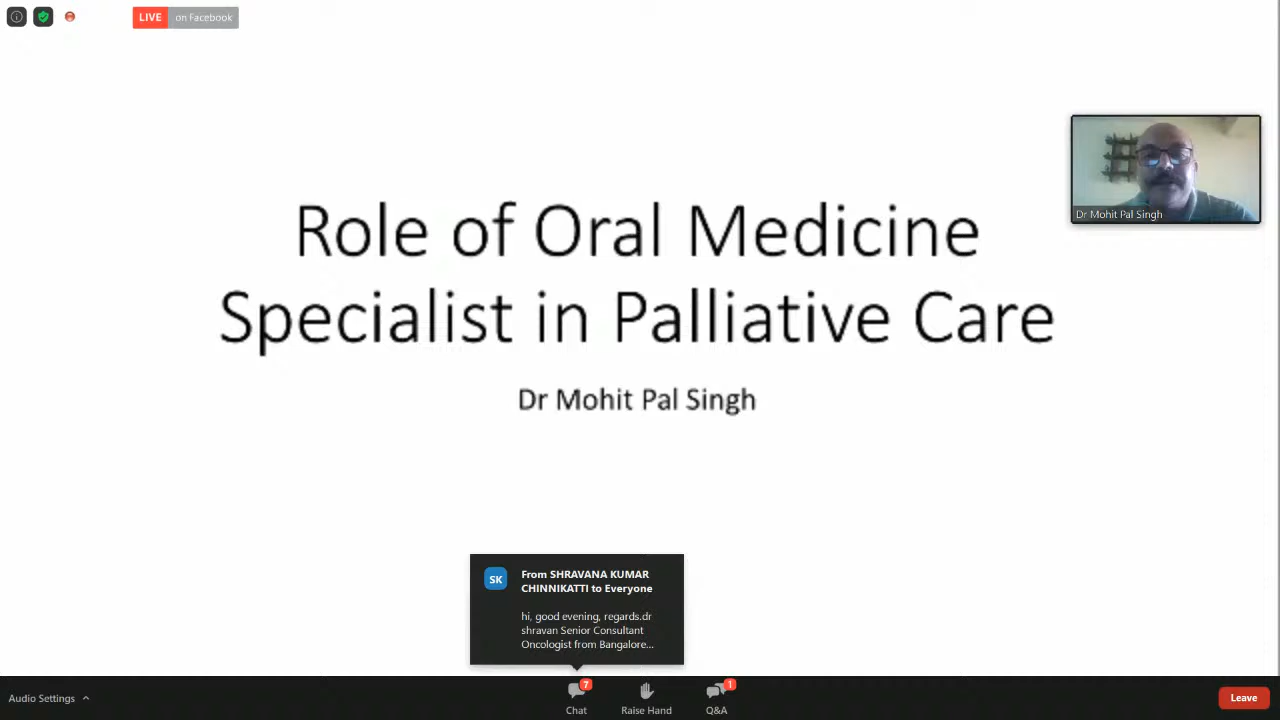 LIVE on Facebook
Role of Oral Medicine
Specialist in Palliative Care
Dr Mohit Pal Singh
Dr Mohit Pal Singh
SK
From SHRAVANA KUMAR
CHINNIKATTI to Everyone
hi, good evening, regards.dr
shravan Senior Consultant
Oncologist from Bangalore...
Audio Settings
7
Chat
Raise Hand
1
Q&A
Leave